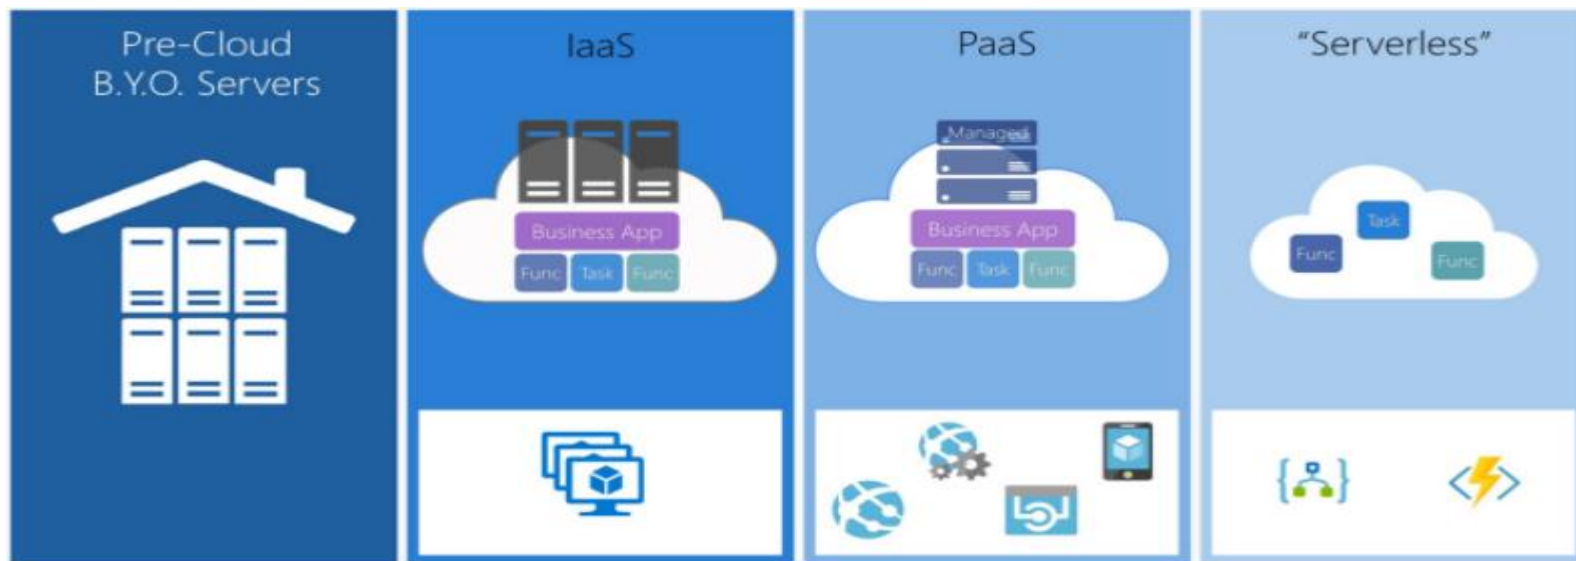 Pre-Cloud
B.Y.O. Servers
IaaS
Business App
Func Task Func
PaaS
Managed
Business App
Func Task Func
“Serverless”
Task
Func
Func